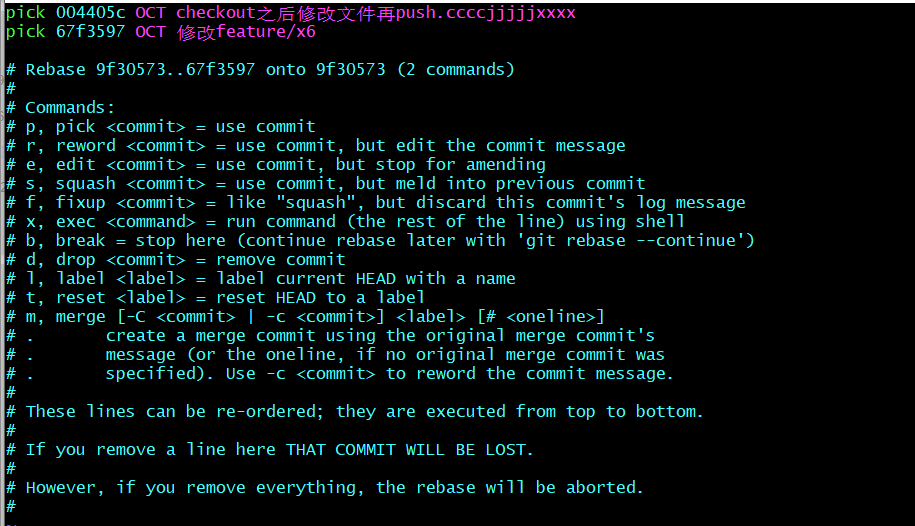 pick 004405c OCT checkout之后修改文件再push.ccccjjjjjxxxx
pick 67f3597 OCT 修改feature/x6
# Rebase 9f30573..67f3597 onto 9f30573 (2 commands)
#
# Commands:
# p, pick <commit> = use commit
# r, reword <commit> = use commit, but edit the commit message
# e, edit <commit> = use commit, but stop for amending
# s, squash <commit> = use commit, but meld into previous commit
# f, fixup <commit> = like "squash", but discard this commit's log message
# x, exec <command> = run command (the rest of the line) using shell
# b, break = stop here (continue rebase later with 'git rebase --continue')
# d, drop <commit> = remove commit
# l, label <label> = label current HEAD with a name
# t, reset <label> = reset HEAD to a label
# m, merge [-C <commit> | -c <commit>] <label> [# <oneline>]
# .       create a merge commit using the original merge commit's
# .       message (or the oneline, if no original merge commit was
# .       specified). Use -c <commit> to reword the commit message.
#
# These lines can be re-ordered; they are executed from top to bottom.
#
# If you remove a line here THAT COMMIT WILL BE LOST.
#
# However, if you remove everything, the rebase will be aborted.
#